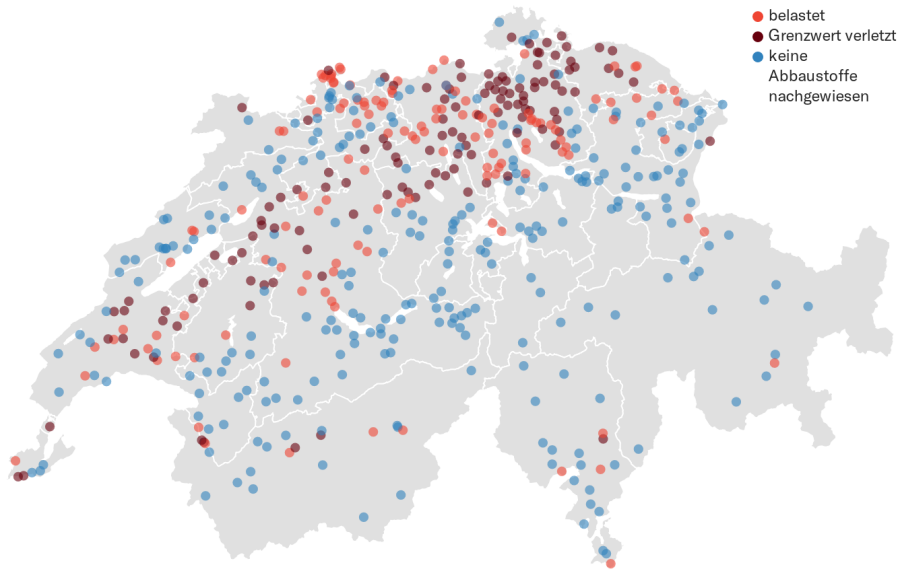 belastet
Grenzwert verletzt
keine
Abbaustoffe
nachgewiesen